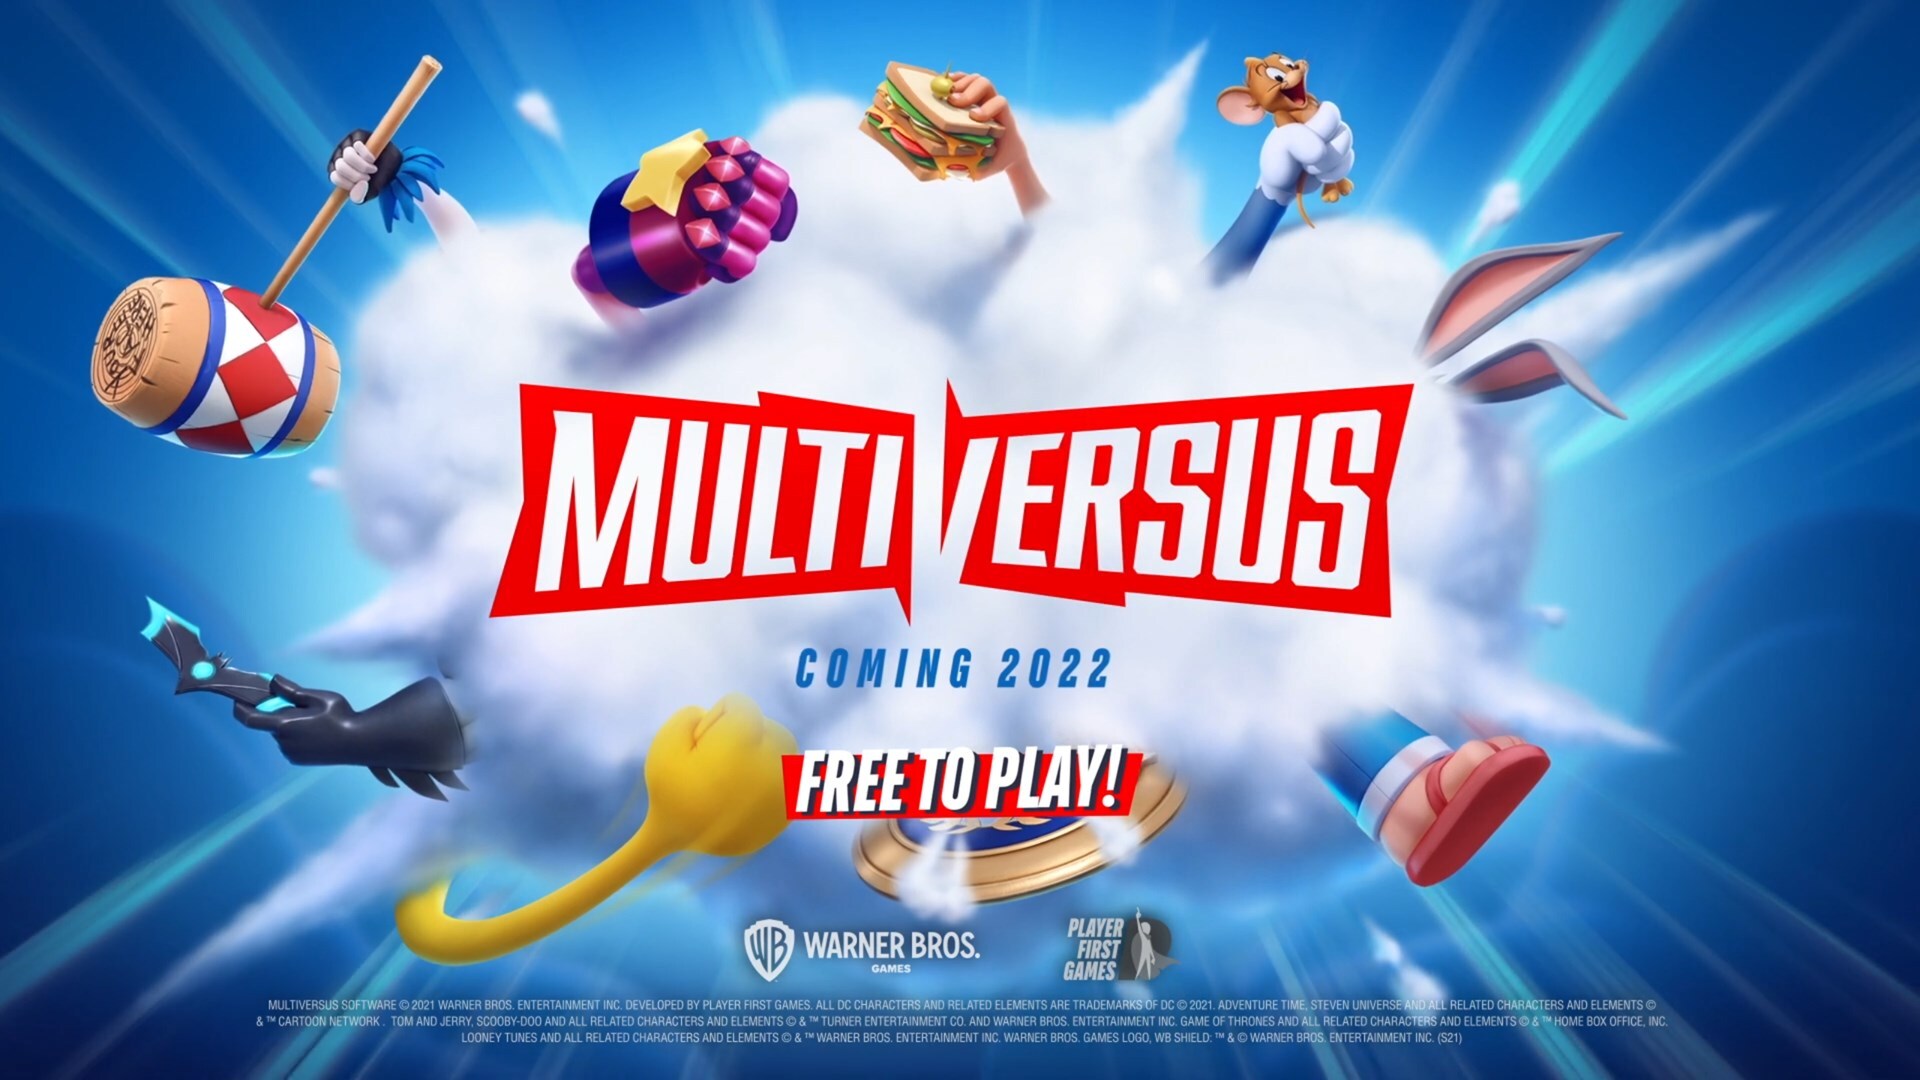 MULTIVERSUS
COMING 2022
FREE TO PLAY!
WB WARNER BROS.
GAMES
PLAYER
FIRST
GAMES
MULTIVERSUS SOFTWARE © 2021 WARNER BROS. ENTERTAINMENT INC. DEVELOPED BY PLAYER FIRST GAMES. ALL DC CHARACTERS AND RELATED ELEMENTS ARE TRADEMARKS OF DC © 2021. ADVENTURE TIME, STEVEN UNIVERSE AND ALL RELATED CHARACTERS AND ELEMENTS ©
& ™ CARTOON NETWORK . TOM AND JERRY, SCOOBY-DOO AND ALL RELATED CHARACTERS AND ELEMENTS © & ™ TURNER ENTERTAINMENT CO. AND WARNER BROS. ENTERTAINMENT INC. GAME OF THRONES AND ALL RELATED CHARACTERS AND ELEMENTS © & ™ HOME BOX OFFICE, INC.
LOONEY TUNES AND ALL RELATED CHARACTERS AND ELEMENTS © & ™ WARNER BROS. ENTERTAINMENT INC. WARNER BROS. GAMES LOGO, WB SHIELD: ™ & © WARNER BROS. ENTERTAINMENT INC. (S21)